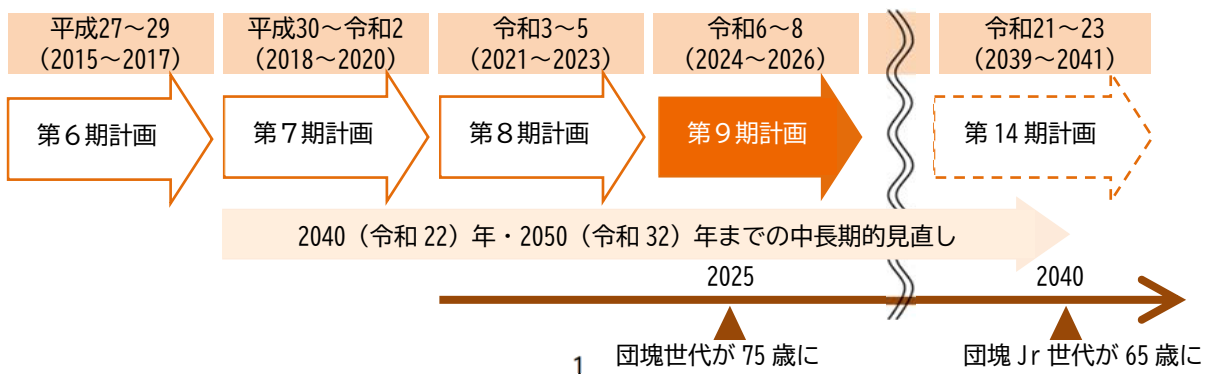 平成27～29
（2015～2017）
平成30～令和2
（2018～2020）
令和3～5
（2021～2023）
令和6～8
（2024～2026）
令和21～23
（2039～2041）
第６期計画
第７期計画
第８期計画
第９期計画
第 14 期計画
2040（令和 22）年・2050（令和 32）年までの中長期的見直し
2025
2040
団塊世代が 75 歳に
団塊 Jr 世代が 65 歳に
1